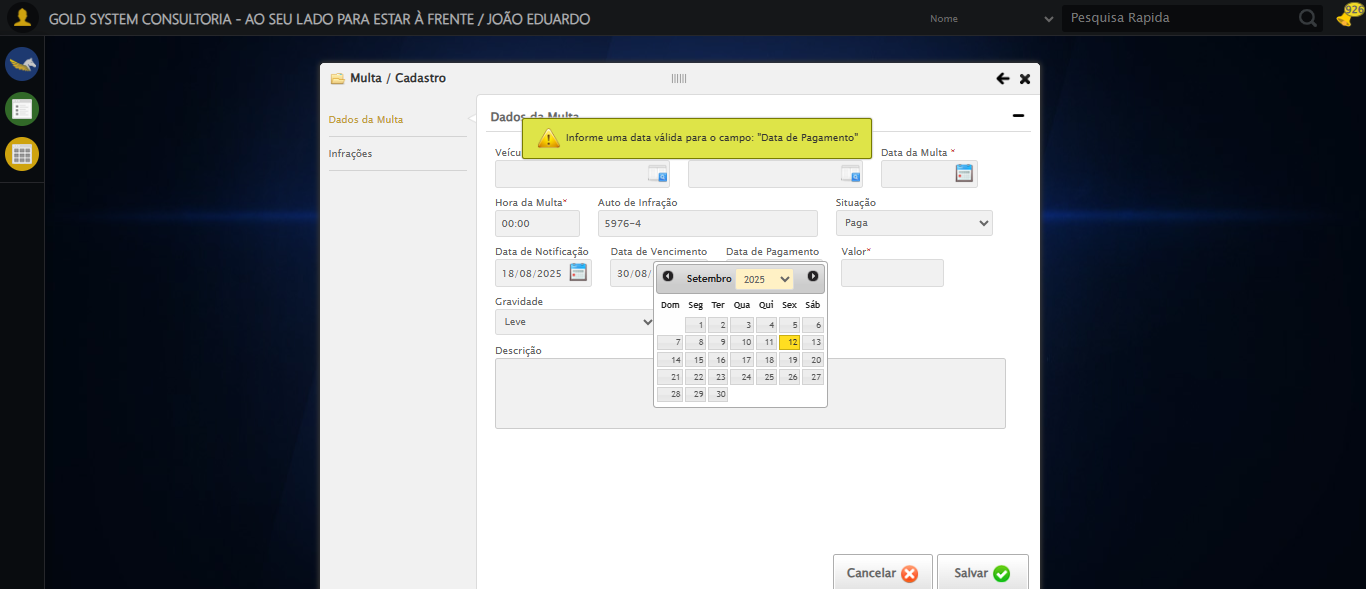 GOLD SYSTEM CONSULTORIA - AO SEU LADO PARA ESTAR À FRENTE / JOÃO EDUARDO
Nome
Pesquisa Rapida
926
Multa / Cadastro
Dados da Multa
Infrações
Dados da Multa
Informe uma data válida para o campo: "Data de Pagamento"
Veícu
Data da Multa *
Hora da Multa*
Auto de Infração
Situação
00:00
5976-4
Paga
Data de Notificação
Data de Vencimento
Data de Pagamento
Valor*
18/08/2025
30/08/
Setembro 2025
Dom Seg Ter Qua Qui Sex Sáb
1 2 3 4 5 6
7 8 9 10 11 12 13
14 15 16 17 18 19 20
21 22 23 24 25 26 27
28 29 30
Gravidade
Leve
Descrição
Cancelar
Salvar